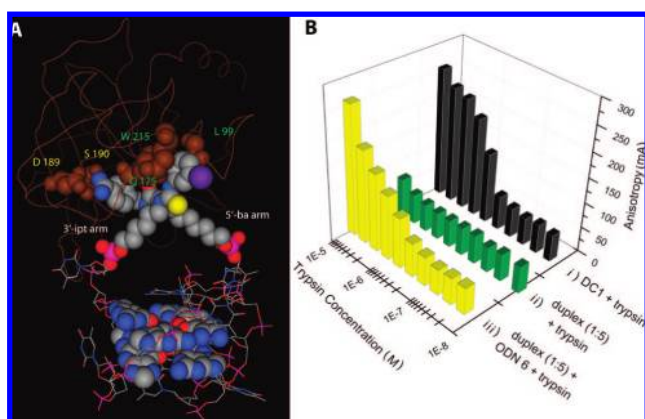 A
W 215
L 99
S 190
D 189
Q 175
5'-ba arm
3'-ipt arm
B
300
250
200
150
100
50
0
Anisotropy (mA)
1E-5
1E-6
1E-7
1E-8
Trypsin Concentration (M)
i) DC1 + trypsin
ii) duplex (1:5)
+ trypsin
iii) duplex (1:5) +
ODN 6 + trypsin